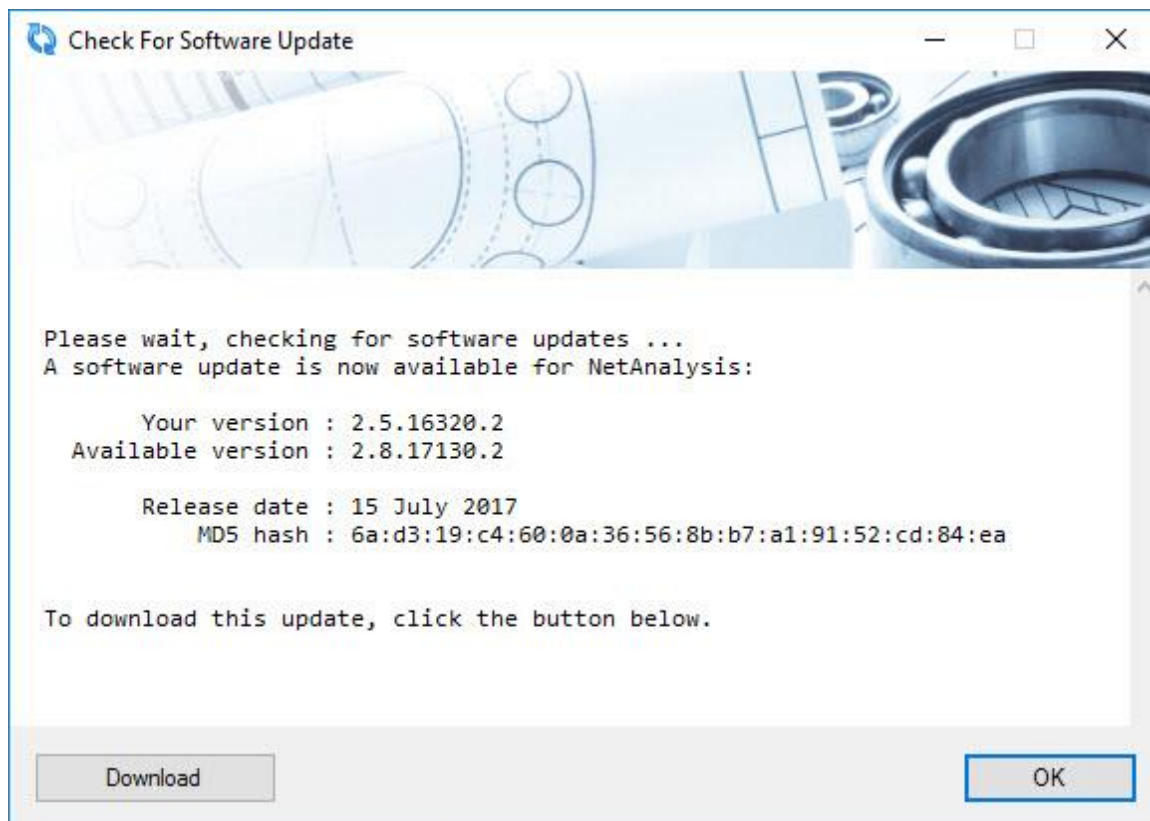 Check For Software Update
Please wait, checking for software updates ...
A software update is now available for NetAnalysis:
Your version : 2.5.16320.2
Available version : 2.8.17130.2
Release date : 15 July 2017
MD5 hash : 6a:d3:19:c4:60:0a:36:56:8b:b7:a1:91:52:cd:84:ea
To download this update, click the button below.
Download
OK